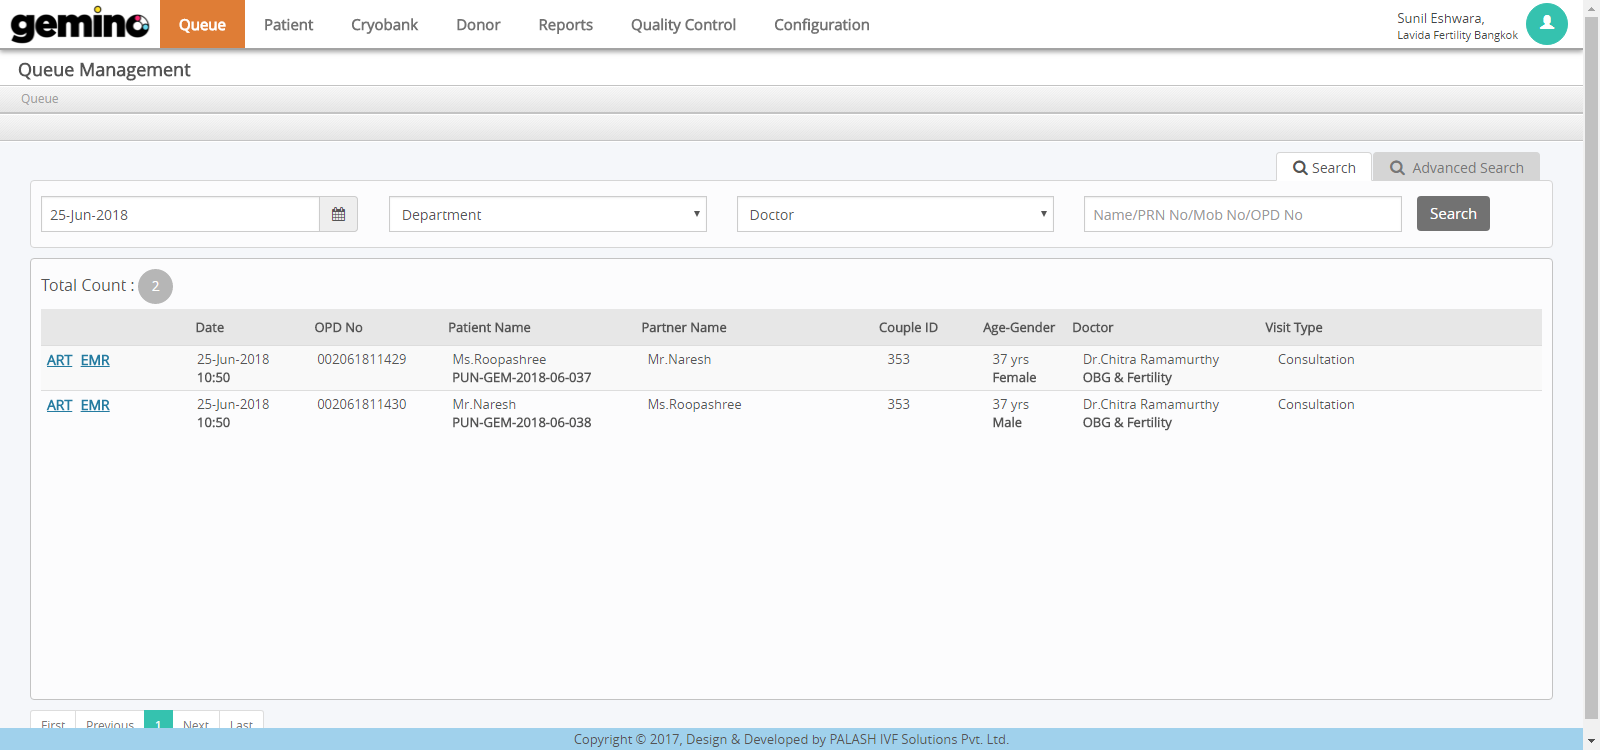 gemino Queue Patient Cryobank Donor Reports Quality Control Configuration
Sunil Eshwara,
Lavida Fertility Bangkok
Queue Management
Queue
Search Advanced Search
25-Jun-2018 Department Doctor Name/PRN No/Mob No/OPD No Search
Total Count : 2
Date OPD No Patient Name Partner Name Couple ID Age-Gender Doctor Visit Type
ART EMR 25-Jun-2018 002061811429 Ms.Roopashree Mr.Naresh 353 37 yrs Dr.Chitra Ramamurthy Consultation
10:50 PUN-GEM-2018-06-037 Female OBG & Fertility
ART EMR 25-Jun-2018 002061811430 Mr.Naresh Ms.Roopashree 353 37 yrs Dr.Chitra Ramamurthy Consultation
10:50 PUN-GEM-2018-06-038 Male OBG & Fertility
First Previous 1 Next Last
Copyright © 2017, Design & Developed by PALASH IVF Solutions Pvt. Ltd.